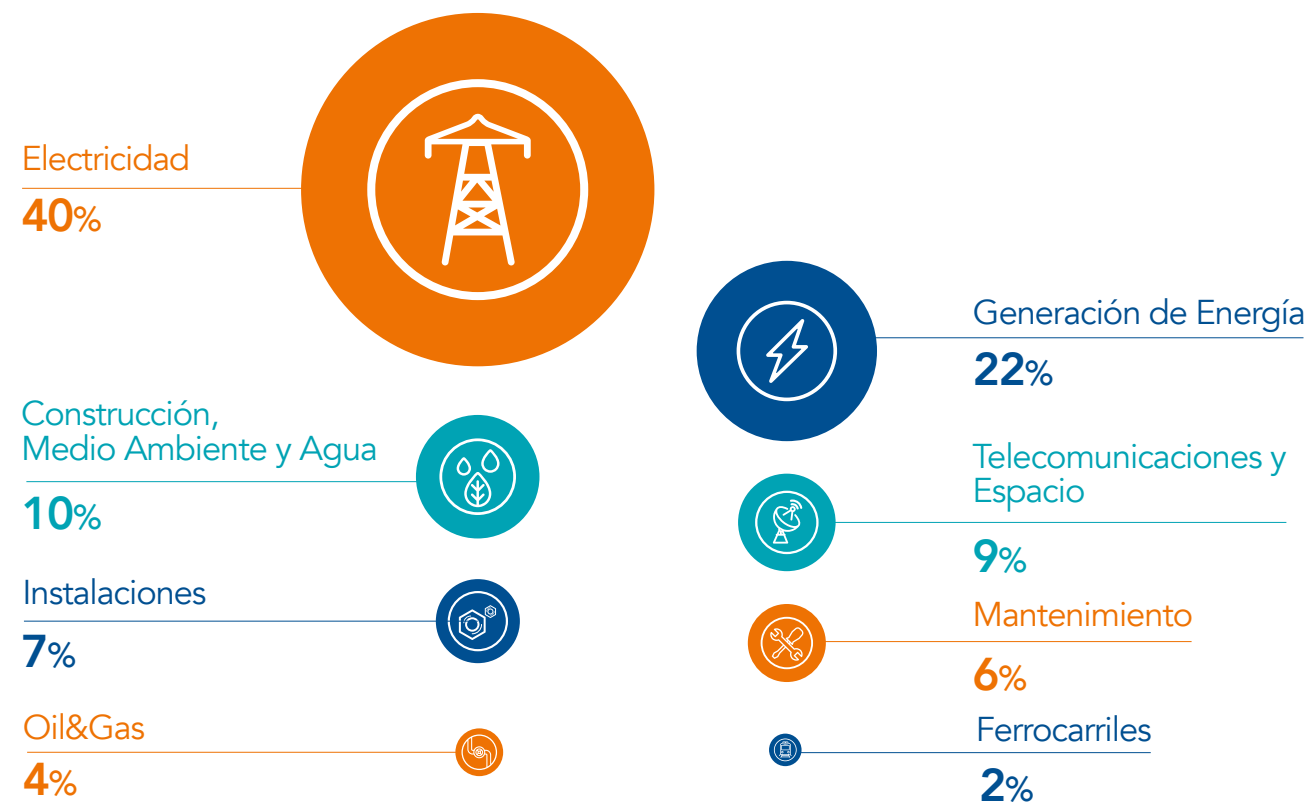 Electricidad
40%
Generación de Energía
22%
Construcción,
Medio Ambiente y Agua
10%
Telecomunicaciones y
Espacio
9%
Instalaciones
7%
Mantenimiento
6%
Oil&Gas
4%
Ferrocarriles
2%